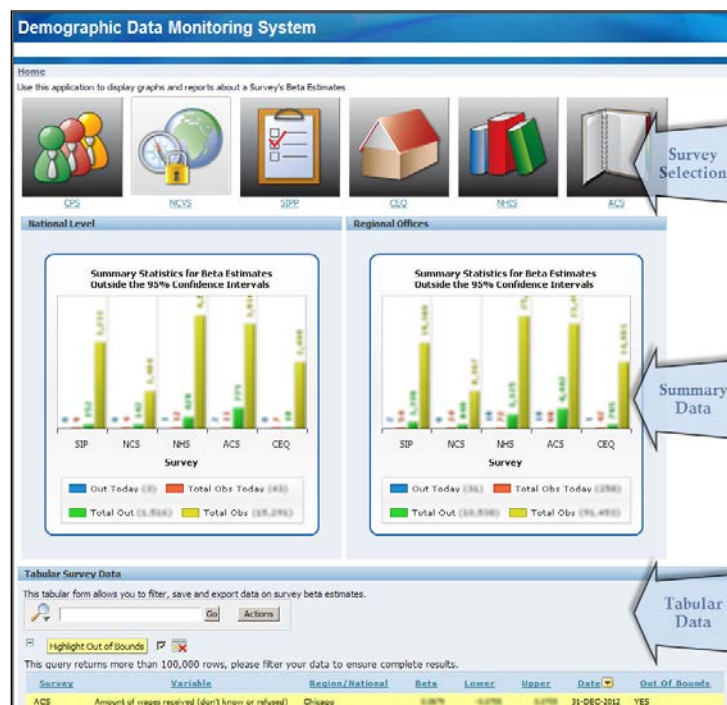 Demographic Data Monitoring System
Home
Use this application to display graphs and reports about a Survey's Beta Estimates
CPS
NCVS
SIPP
CEQ
NHIS
ACS
Survey
Selection
National Level
Regional Offices
Summary Statistics for Beta Estimates
Outside the 95% Confidence Intervals
SIP NCS NHS ACS CEQ
Survey
Out Today Total Obs Today
Total Out Total Obs
Summary Statistics for Beta Estimates
Outside the 95% Confidence Intervals
SIP NCS NHS ACS CEQ
Survey
Out Today Total Obs Today
Total Out Total Obs
Summary
Data
Tabular Survey Data
This tabular form allows you to filter, save and export data on survey beta estimates.
Go Actions
Tabular
Data
Highlight Out of Bounds
This query returns more than 100,000 rows, please filter your data to ensure complete results.
Survey Variable Region/National Beta Lower Upper Date Out Of Bounds
ACS Amount of wages received (don't know or refused) Chicago 31-DEC-2012 YES